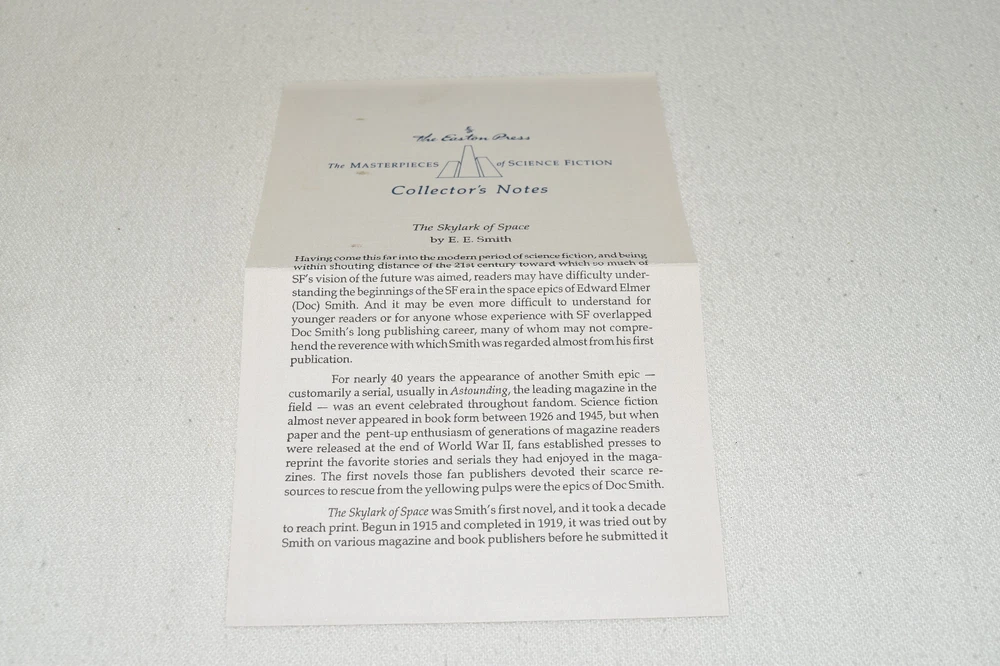 The Easton Press
The MASTERPIECES of SCIENCE FICTION
Collector's Notes
The Skylark of Space
by E. E. Smith
Having come this far into the modern period of science fiction, and being
within shouting distance of the 21st century toward which so much of
SF's vision of the future was aimed, readers may have difficulty under-
standing the beginnings of the SF era in the space epics of Edward Elmer
(Doc) Smith. And it may be even more difficult to understand for
younger readers or for anyone whose experience with SF overlapped
Doc Smith's long publishing career, many of whom may not compre-
hend the reverence with which Smith was regarded almost from his first
publication.
For nearly 40 years the appearance of another Smith epic —
customarily a serial, usually in Astounding, the leading magazine in the
field — was an event celebrated throughout fandom. Science fiction
almost never appeared in book form between 1926 and 1945, but when
paper and the pent-up enthusiasm of generations of magazine readers
were released at the end of World War II, fans established presses to
reprint the favorite stories and serials they had enjoyed in the maga-
zines. The first novels those fan publishers devoted their scarce re-
sources to rescue from the yellowing pulps were the epics of Doc Smith.
The Skylark of Space was Smith's first novel, and it took a decade
to reach print. Begun in 1915 and completed in 1919, it was tried out by
Smith on various magazine and book publishers before he submitted it